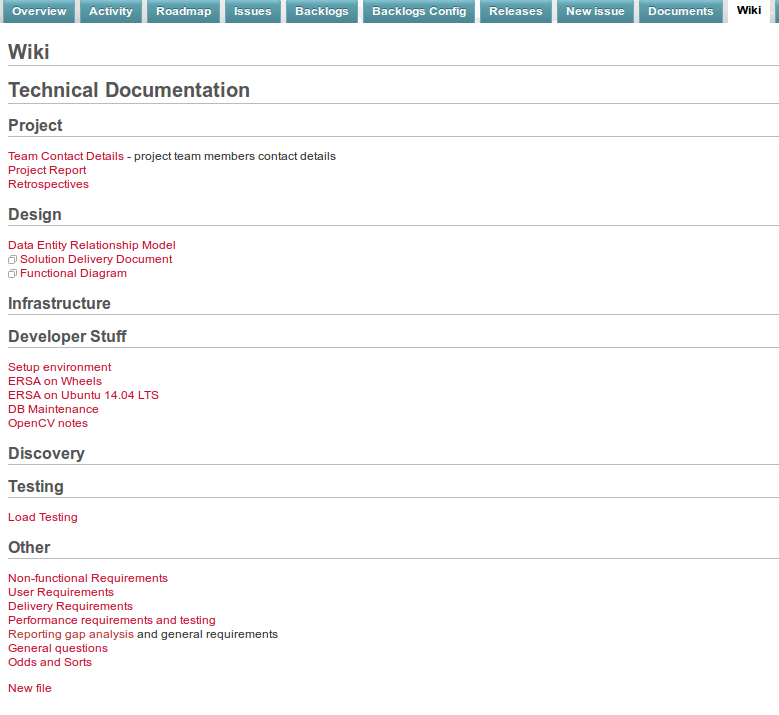 Overview Activity Roadmap Issues Backlogs Backlogs Config Releases New issue Documents Wiki
Wiki
Technical Documentation
Project
Team Contact Details - project team members contact details
Project Report
Retrospectives
Design
Data Entity Relationship Model
Solution Delivery Document
Functional Diagram
Infrastructure
Developer Stuff
Setup environment
ERSA on Wheels
ERSA on Ubuntu 14.04 LTS
DB Maintenance
OpenCV notes
Discovery
Testing
Load Testing
Other
Non-functional Requirements
User Requirements
Delivery Requirements
Performance requirements and testing
Reporting gap analysis and general requirements
General questions
Odds and Sorts
New file